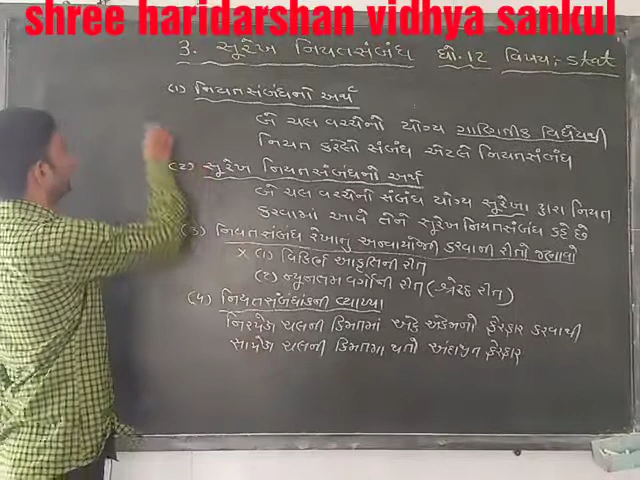 shree haridarshan vidhya sankul
3. સૂરેખ નિયતસંબંધ ધો.12 વિષય:- stat
(1) નિયતસંબંધનો અર્થ
બે ચલ વચ્ચેનો યોગ્ય ગાણિતીક વિધેયથી
નિયત કરેલો સંબંધ એટલે નિયતસંબંધ
(2) સૂરેખ નિયતસંબંધનો અર્થ
બે ચલ વચ્ચેનો સંબંધ યોગ્ય સૂરેખા દ્વારા નિયત
કરવામાં આવે તેને સૂરેખ નિયતસંબંધ કહે છે
(3) નિયતસંબંધ રેખાનુ અન્વાયોજન કરવાની રીતો જણાવો
x (1) વિકિર્ણ આકૃતિની રીત
(2) ન્યૂનતમ વર્ગોની રીત (-શ્રેષ્ઠ રીત)
(4) નિયતસંબંધાંકની વ્યાખ્યા
નિરપેક્ષ ચલની કિંમતમાં એક એકમનો ફેરફાર કરવાથી
સાપેક્ષ ચલની કિંમતમા થતો અંદાજીત ફેરફાર